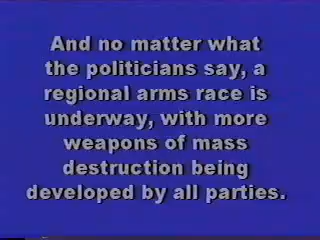 And no matter what
the politicians say, a
regional arms race is
underway, with more
weapons of mass
destruction being
developed by all parties.